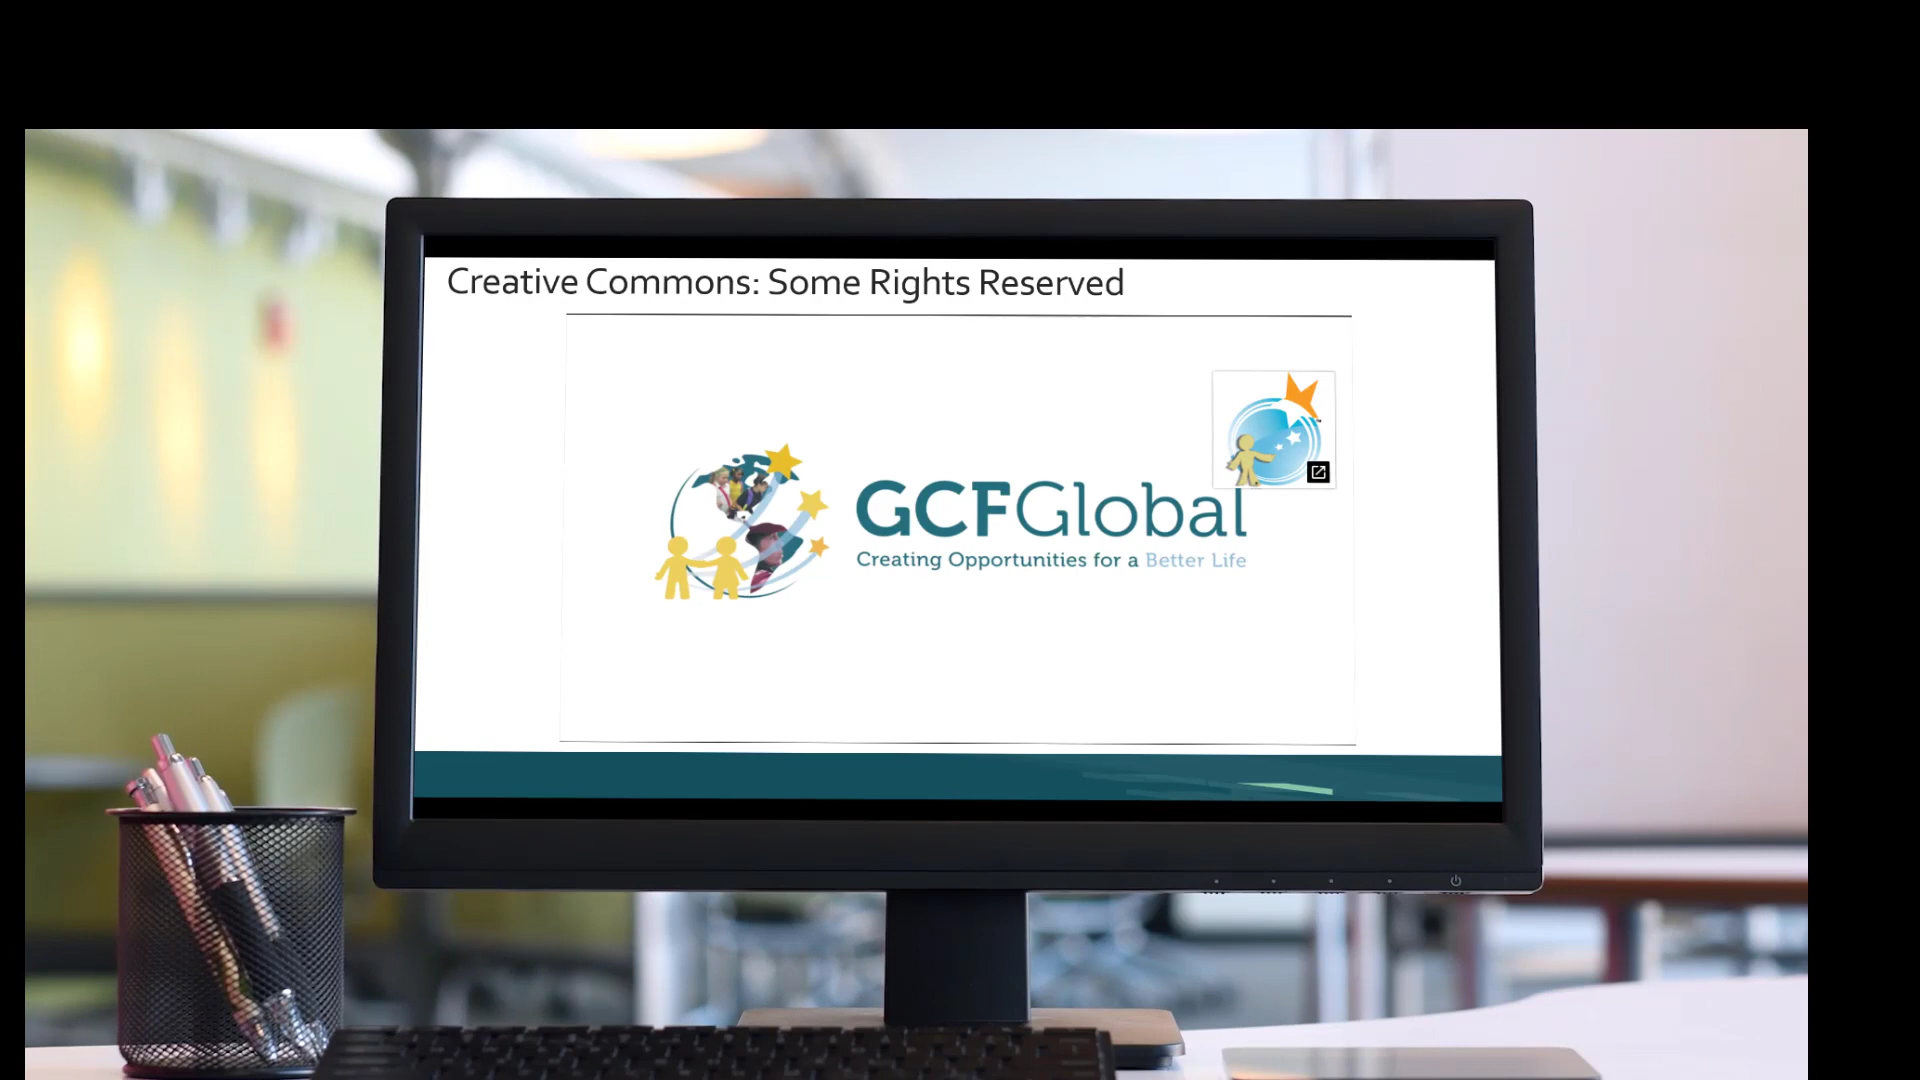 Creative Commons: Some Rights Reserved
GCFGlobal
Creating Opportunities for a Better Life